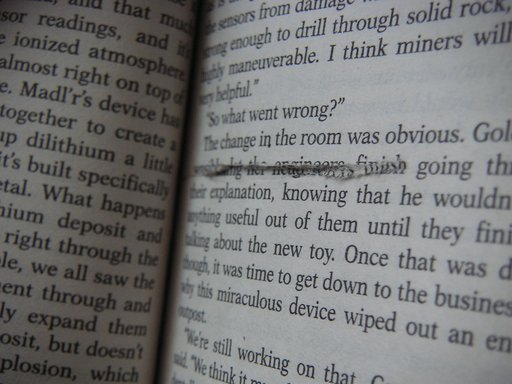 and that much
sor readings, and it's
ionized atmosphere
almost right on top of
e. Madl'r's device has
together to create a
up dilithium a little
it's built specifically
etal. What happens
nium deposit and
right through the
le, we all saw the
ent through and
ly expand them
osit, but doesn't
plosion, which
the sensors from damage
strong enough to drill through solid rock,
highly maneuverable. I think miners will
very helpful."
"So what went wrong?"
The change in the room was obvious. Gol
engineers finish going th
their explanation, knowing that he wouldn
anything useful out of them until they fini
talking about the new toy. Once that was d
though, it was time to get down to the business
why this miraculous device wiped out an en
outpost.
"We're still working on that,
said. "We think it